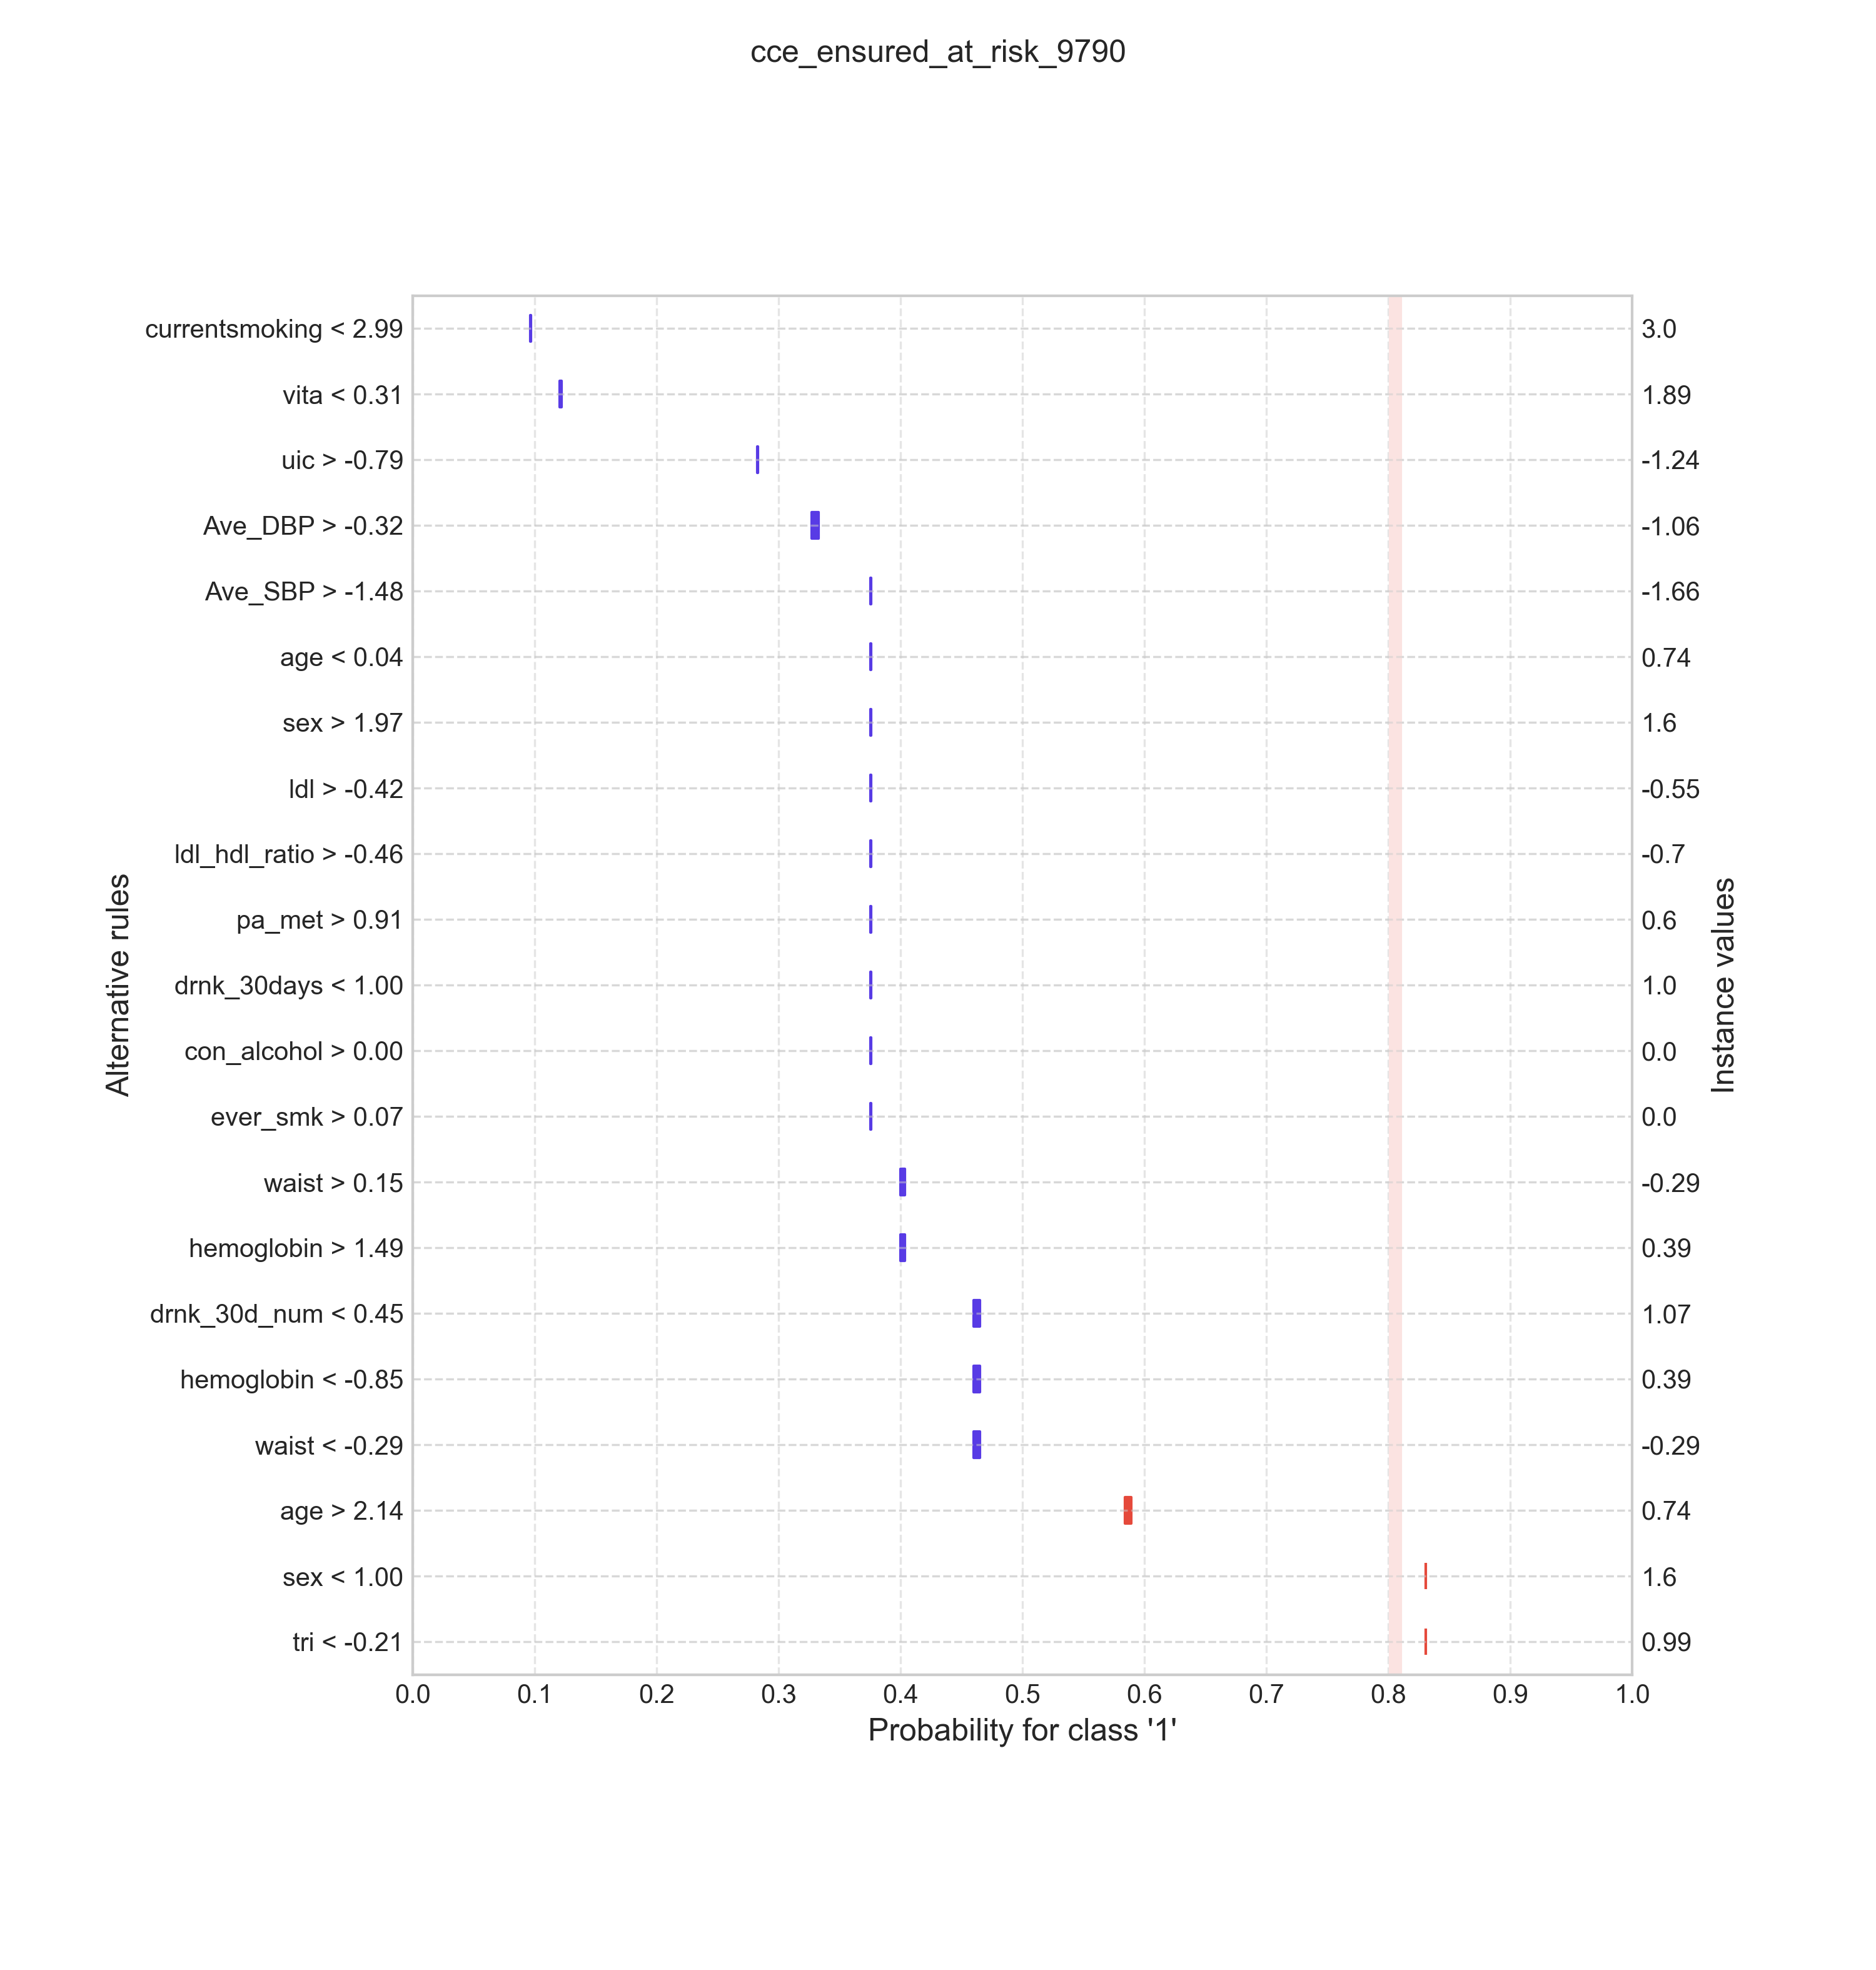 cce_ensured_at_risk_9790
currentsmoking < 2.99 3.0
vita < 0.31 1.89
uic > -0.79 -1.24
Ave_DBP > -0.32 -1.06
Ave_SBP > -1.48 -1.66
age < 0.04 0.74
sex > 1.97 1.6
ldl > -0.42 -0.55
ldl_hdl_ratio > -0.46 -0.7
pa_met > 0.91 0.6
drnk_30days < 1.00 1.0
con_alcohol > 0.00 0.0
ever_smk > 0.07 0.0
waist > 0.15 -0.29
hemoglobin > 1.49 0.39
drnk_30d_num < 0.45 1.07
hemoglobin < -0.85 0.39
waist < -0.29 -0.29
age > 2.14 0.74
sex < 1.00 1.6
tri < -0.21 0.99
Alternative rules
Instance values
0.0 0.1 0.2 0.3 0.4 0.5 0.6 0.7 0.8 0.9 1.0
Probability for class '1'